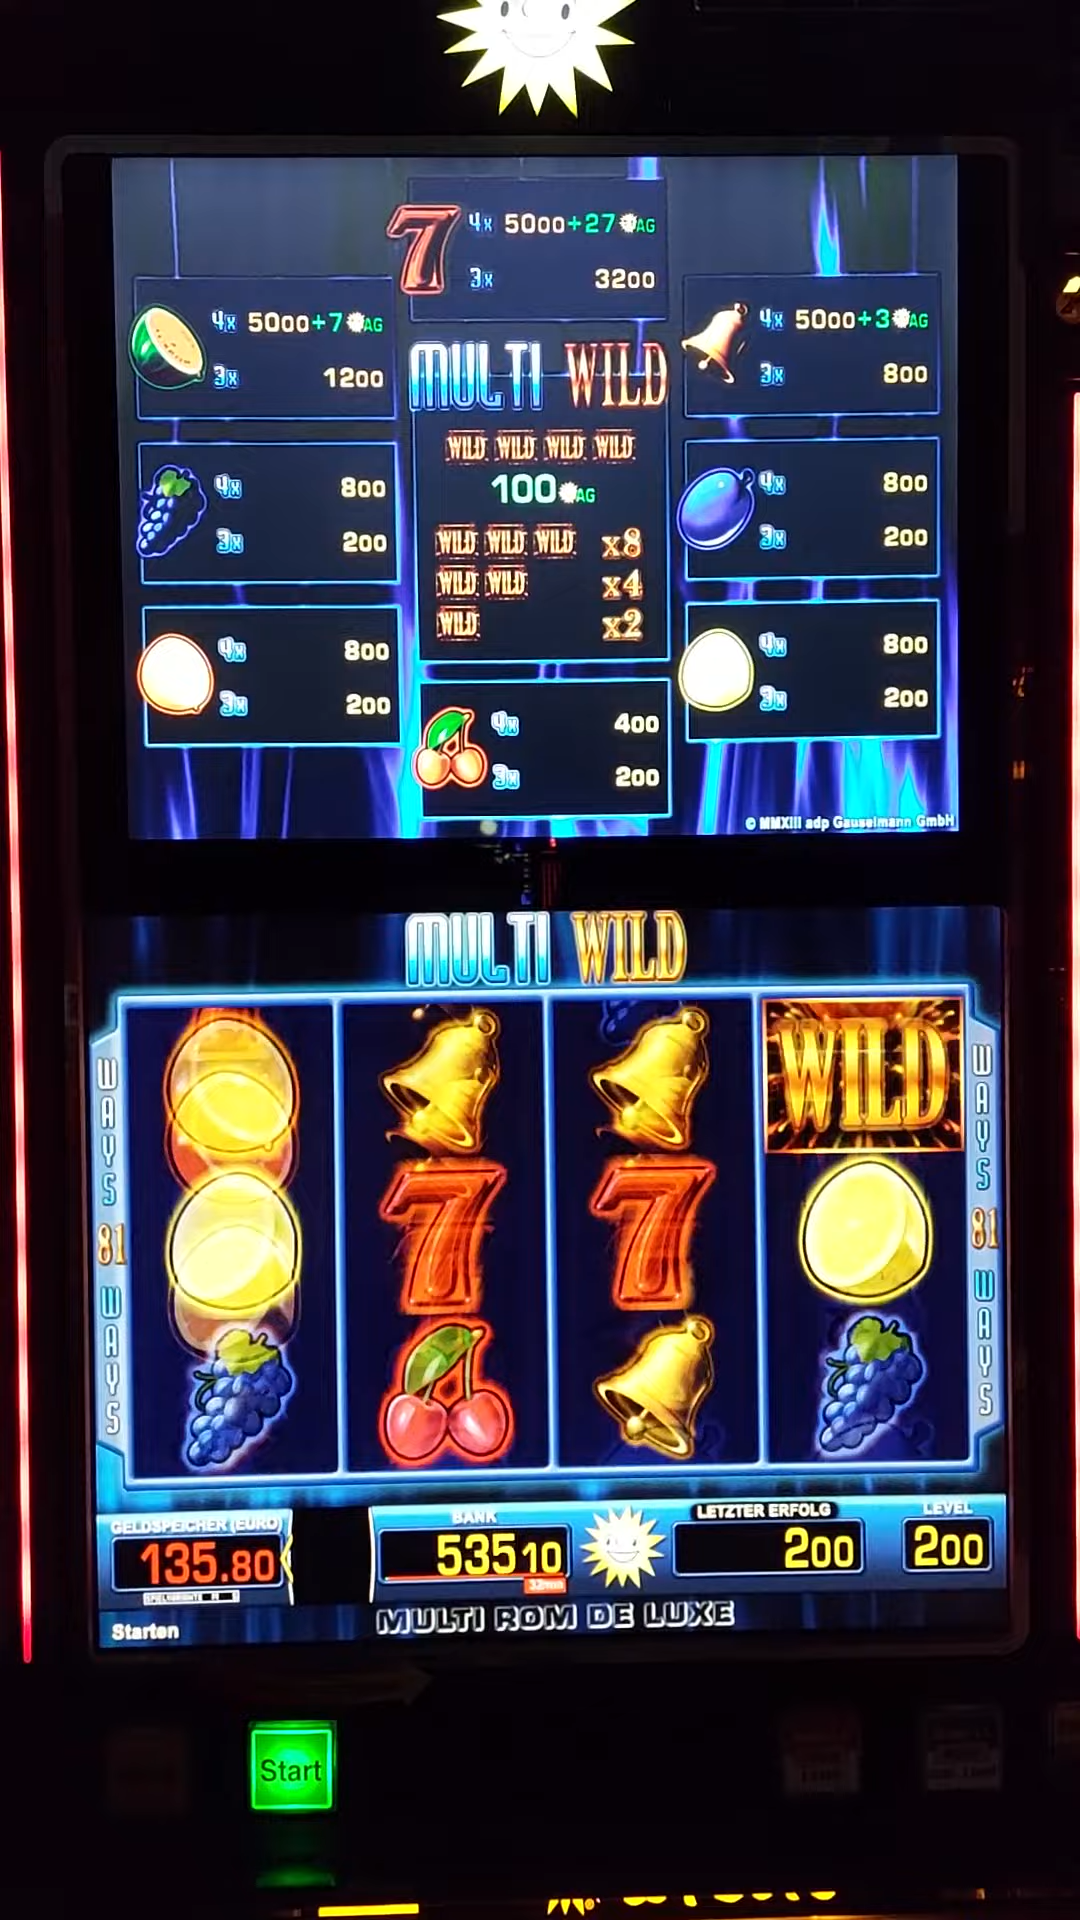 4x 5000+27 AG
3x 3200
4x 5000+7 AG
3x 1200
4x 5000+3 AG
3x 800
MULTI WILD
WILD WILD WILD WILD
100 AG
WILD WILD WILD x8
WILD WILD x4
WILD x2
4x 800
3x 200
4x 800
3x 200
4x 800
3x 200
4x 800
3x 200
4x 400
3x 200
© MMXIII adp Gauselmann GmbH
MULTI WILD
WILD
WAYS 81 WAYS
WAYS 81 WAYS
7 7
GELDSPEICHER (EURO)
135.80
BANK
53510
LETZTER ERFOLG
200
LEVEL
200
MULTI ROM DE LUXE
Starten
Start